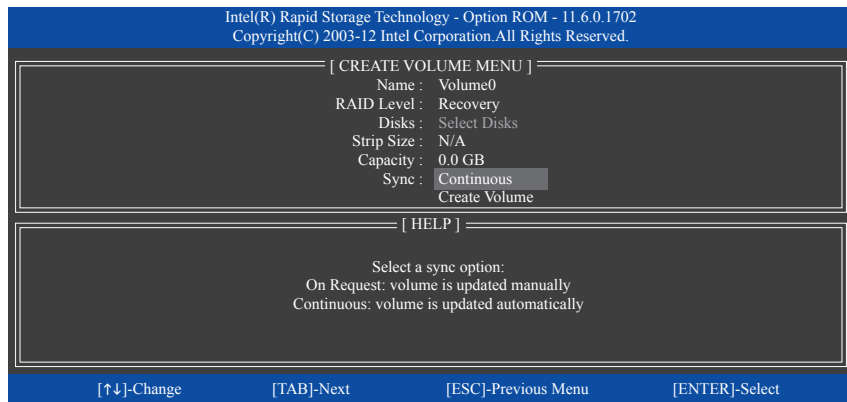 Intel(R) Rapid Storage Technology - Option ROM - 11.6.0.1702
Copyright(C) 2003-12 Intel Corporation.All Rights Reserved.
[ CREATE VOLUME MENU ]
Name : Volume0
RAID Level : Recovery
Disks : Select Disks
Strip Size : N/A
Capacity : 0.0 GB
Sync : Continuous
Create Volume
[ HELP ]
Select a sync option:
On Request: volume is updated manually
Continuous: volume is updated automatically
[↑↓]-Change [TAB]-Next [ESC]-Previous Menu [ENTER]-Select